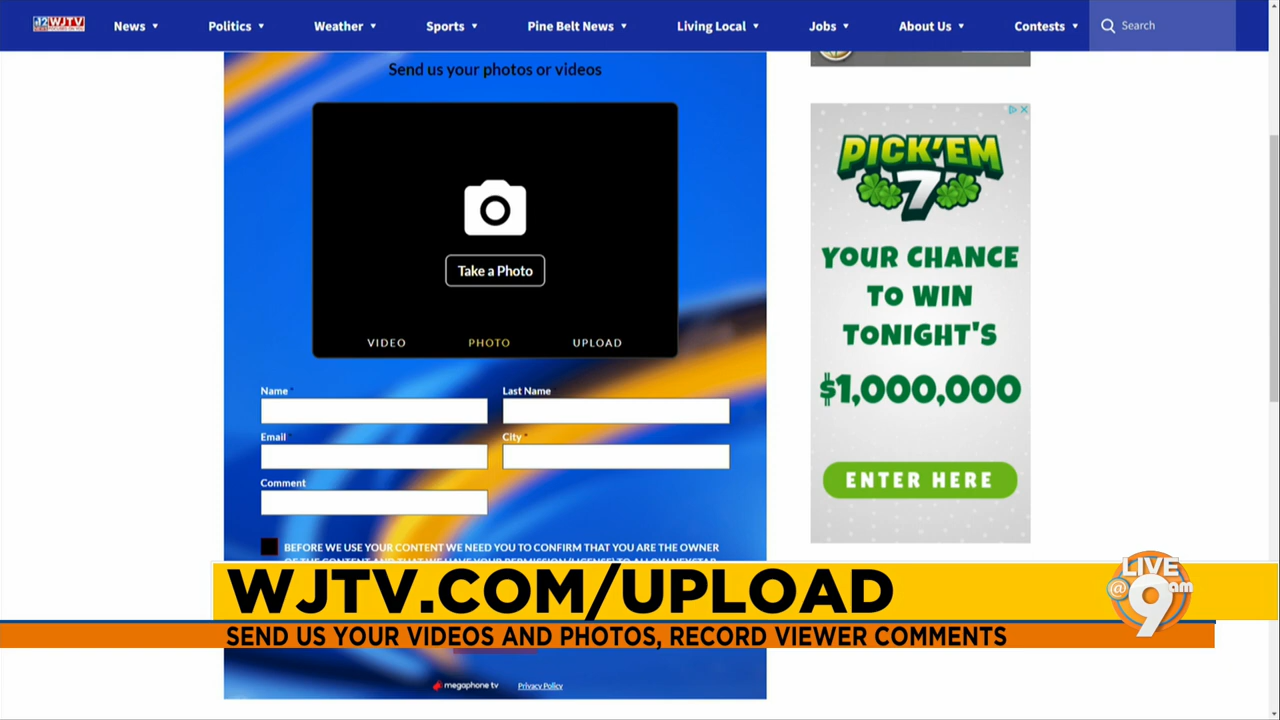 12 WJTV
News
Politics
Weather
Sports
Pine Belt News
Living Local
Jobs
About Us
Contests
Search
Send us your photos or videos
Take a Photo
VIDEO PHOTO UPLOAD
Name *
Last Name
Email *
City *
Comment
BEFORE WE USE YOUR CONTENT WE NEED YOU TO CONFIRM THAT YOU ARE THE OWNER
PICK'EM
7
YOUR CHANCE
TO WIN
TONIGHT'S
$1,000,000
ENTER HERE
WJTV.COM/UPLOAD
SEND US YOUR VIDEOS AND PHOTOS, RECORD VIEWER COMMENTS
LIVE
@9am
megaphone tv Privacy Policy